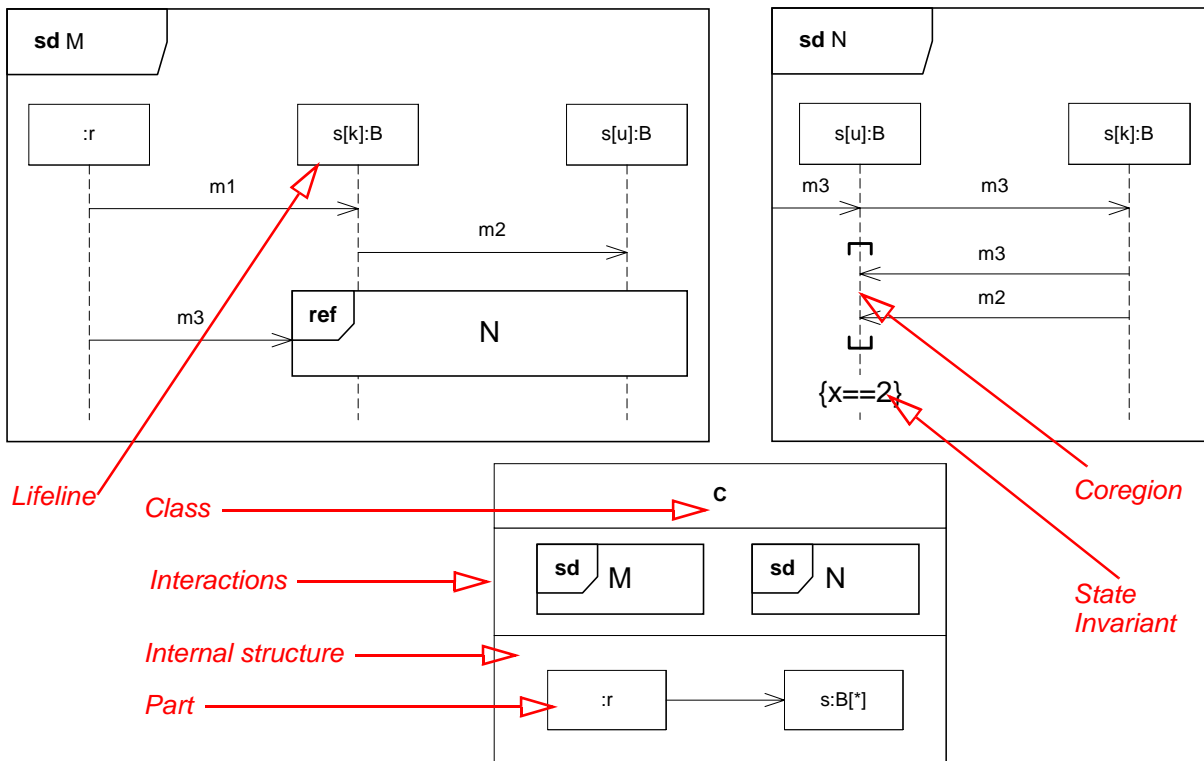 sd M
:r
s[k]:B
s[u]:B
m1
m2
m3
ref
N
sd N
s[u]:B
s[k]:B
m3
m3
m3
m2
{x==2}
Lifeline
Coregion
State
Invariant
Class
C
Interactions
sd
M
sd
N
Internal structure
Part
:r
s:B[*]